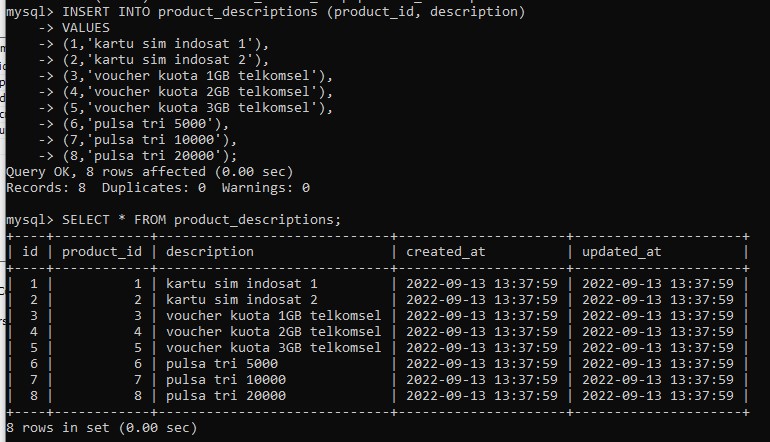 mysql> INSERT INTO product_descriptions (product_id, description)
    -> VALUES
    -> (1,'kartu sim indosat 1'),
    -> (2,'kartu sim indosat 2'),
    -> (3,'voucher kuota 1GB telkomsel'),
    -> (4,'voucher kuota 2GB telkomsel'),
    -> (5,'voucher kuota 3GB telkomsel'),
    -> (6,'pulsa tri 5000'),
    -> (7,'pulsa tri 10000'),
    -> (8,'pulsa tri 20000');
Query OK, 8 rows affected (0.00 sec)
Records: 8  Duplicates: 0  Warnings: 0
mysql> SELECT * FROM product_descriptions;
+----+------------+-----------------------------+---------------------+---------------------+
| id | product_id | description                 | created_at          | updated_at          |
+----+------------+-----------------------------+---------------------+---------------------+
|  1 |          1 | kartu sim indosat 1         | 2022-09-13 13:37:59 | 2022-09-13 13:37:59 |
|  2 |          2 | kartu sim indosat 2         | 2022-09-13 13:37:59 | 2022-09-13 13:37:59 |
|  3 |          3 | voucher kuota 1GB telkomsel | 2022-09-13 13:37:59 | 2022-09-13 13:37:59 |
|  4 |          4 | voucher kuota 2GB telkomsel | 2022-09-13 13:37:59 | 2022-09-13 13:37:59 |
|  5 |          5 | voucher kuota 3GB telkomsel | 2022-09-13 13:37:59 | 2022-09-13 13:37:59 |
|  6 |          6 | pulsa tri 5000              | 2022-09-13 13:37:59 | 2022-09-13 13:37:59 |
|  7 |          7 | pulsa tri 10000             | 2022-09-13 13:37:59 | 2022-09-13 13:37:59 |
|  8 |          8 | pulsa tri 20000             | 2022-09-13 13:37:59 | 2022-09-13 13:37:59 |
+----+------------+-----------------------------+---------------------+---------------------+
8 rows in set (0.00 sec)